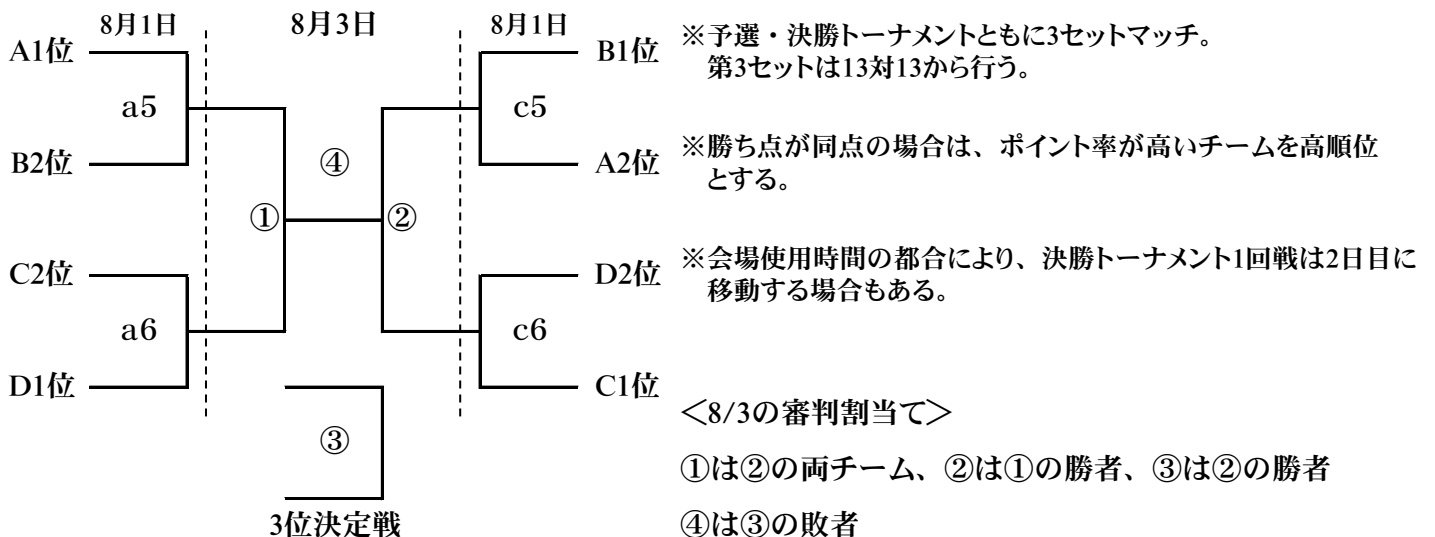 8月1日
8月3日
8月1日
A1位
a5
B2位
C2位
a6
D1位
①
④
②
③
3位決定戦
B1位
c5
A2位
D2位
c6
C1位
※予選・決勝トーナメントともに3セットマッチ。
第3セットは13対13から行う。
※勝ち点が同点の場合は、ポイント率が高いチームを高順位
とする。
※会場使用時間の都合により、決勝トーナメント1回戦は2日目に
移動する場合もある。
＜8/3の審判割当て＞
①は②の両チーム、②は①の勝者、③は②の勝者
④は③の敗者